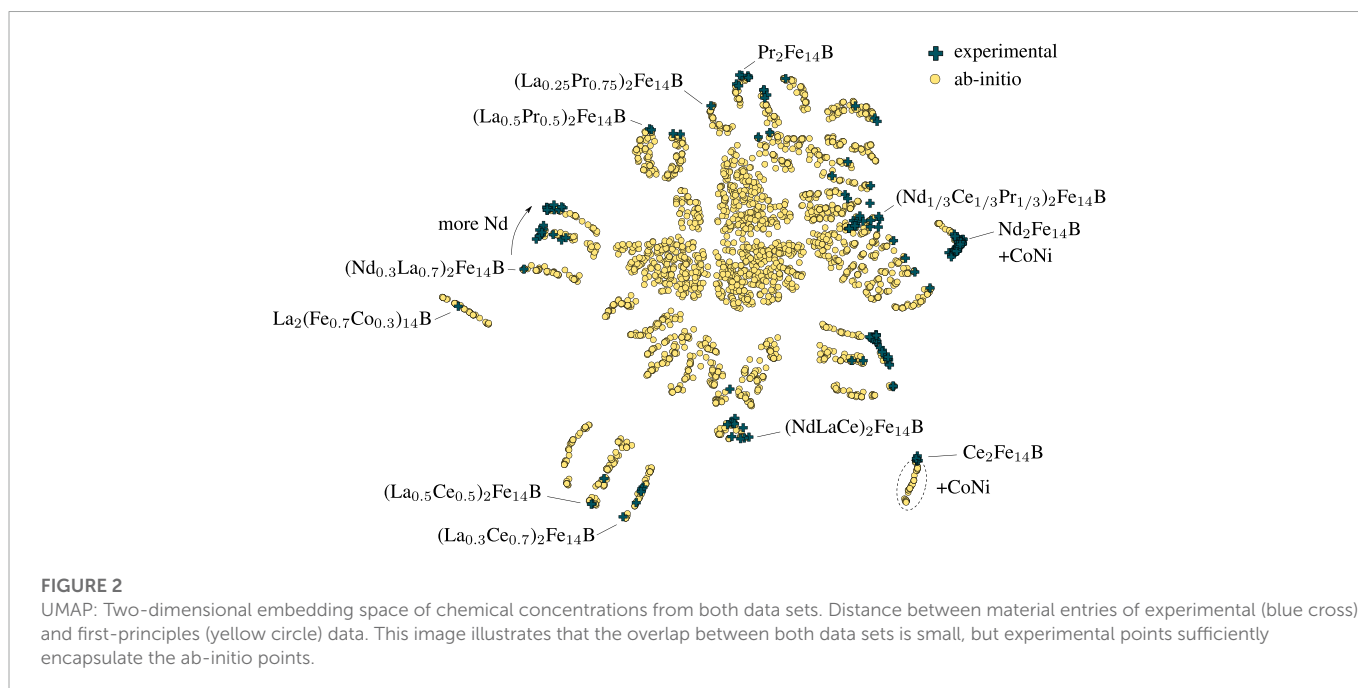 Pr₂Fe₁₄B
experimental
ab-initio
(La₀.₂₅Pr₀.₇₅)₂Fe₁₄B
(La₀.₅Pr₀.₅)₂Fe₁₄B
(Nd₁/₃Ce₁/₃Pr₁/₃)₂Fe₁₄B
more Nd
Nd₂Fe₁₄B
+CoNi
(Nd₀.₃La₀.₇)₂Fe₁₄B
La₂(Fe₀.₇Co₀.₃)₁₄B
(NdLaCe)₂Fe₁₄B
Ce₂Fe₁₄B
+CoNi
(La₀.₅Ce₀.₅)₂Fe₁₄B
(La₀.₃Ce₀.₇)₂Fe₁₄B
FIGURE 2
UMAP: Two-dimensional embedding space of chemical concentrations from both data sets. Distance between material entries of experimental (blue cross)
and first-principles (yellow circle) data. This image illustrates that the overlap between both data sets is small, but experimental points sufficiently
encapsulate the ab-initio points.